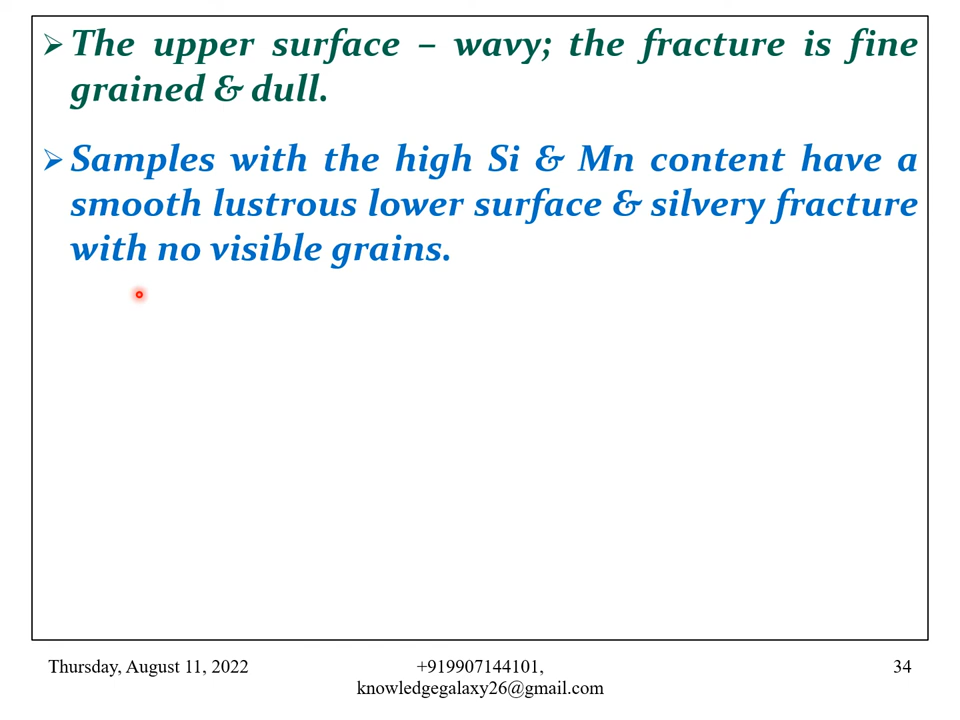 ➢ The upper surface – wavy; the fracture is fine
grained & dull.
➢ Samples with the high Si & Mn content have a
smooth lustrous lower surface & silvery fracture
with no visible grains.
Thursday, August 11, 2022
+919907144101,
knowledgegalaxy26@gmail.com
34